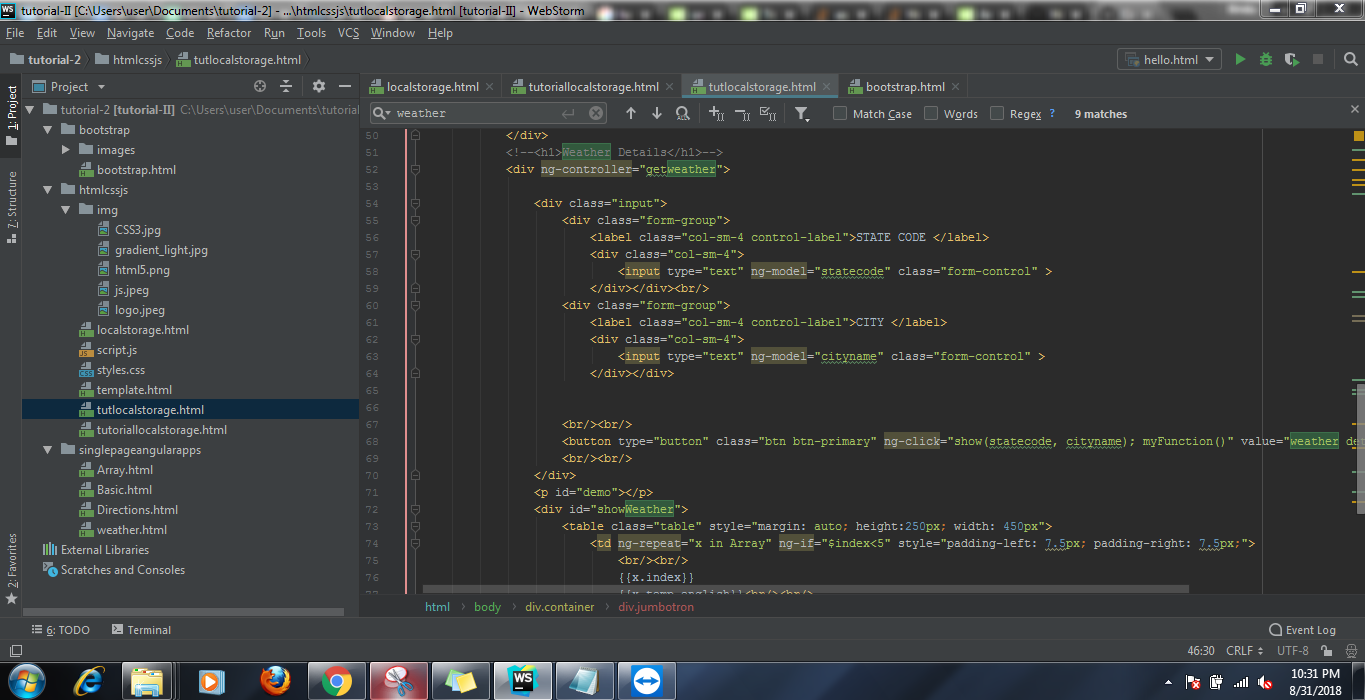 tutorial-II [C:\Users\user\Documents\tutorial-2] - ...\htmlcssjs\tutlocalstorage.html [tutorial-II] - WebStorm
File Edit View Navigate Code Refactor Run Tools VCS Window Help
tutorial-2 htmlcssjs tutlocalstorage.html hello.html
Project localstorage.html tutoriallocalstorage.html tutlocalstorage.html bootstrap.html
1: Project
7: Structure
2: Favorites
tutorial-2 [tutorial-II] C:\Users\user\Documents\tutorial
bootstrap
images
bootstrap.html
htmlcssjs
img
CSS3.jpg
gradient_light.jpg
html5.png
js.jpeg
logo.jpeg
localstorage.html
script.js
styles.css
template.html
tutlocalstorage.html
tutoriallocalstorage.html
singlepageangularapps
Array.html
Basic.html
Directions.html
weather.html
External Libraries
Scratches and Consoles
weather Match Case Words Regex ? 9 matches
50 </div>
51 <!--<h1>Weather Details</h1>-->
52 <div ng-controller="getweather">
53
54 <div class="input">
55 <div class="form-group">
56 <label class="col-sm-4 control-label">STATE CODE </label>
57 <div class="col-sm-4">
58 <input type="text" ng-model="statecode" class="form-control" >
59 </div></div><br/>
60 <div class="form-group">
61 <label class="col-sm-4 control-label">CITY </label>
62 <div class="col-sm-4">
63 <input type="text" ng-model="cityname" class="form-control" >
64 </div></div>
65
66
67 <br/><br/>
68 <button type="button" class="btn btn-primary" ng-click="show(statecode, cityname); myFunction()" value="weather de
69 <br/><br/>
70 </div>
71 <p id="demo"></p>
72 <div id="showWeather">
73 <table class="table" style="margin: auto; height:250px; width: 450px">
74 <td ng-repeat="x in Array" ng-if="$index<5" style="padding-left: 7.5px; padding-right: 7.5px;">
75 <br/><br/>
76 {{x.index}}
html body div.container div.jumbotron
6: TODO Terminal Event Log
46:30 CRLF UTF-8
10:31 PM
8/31/2018